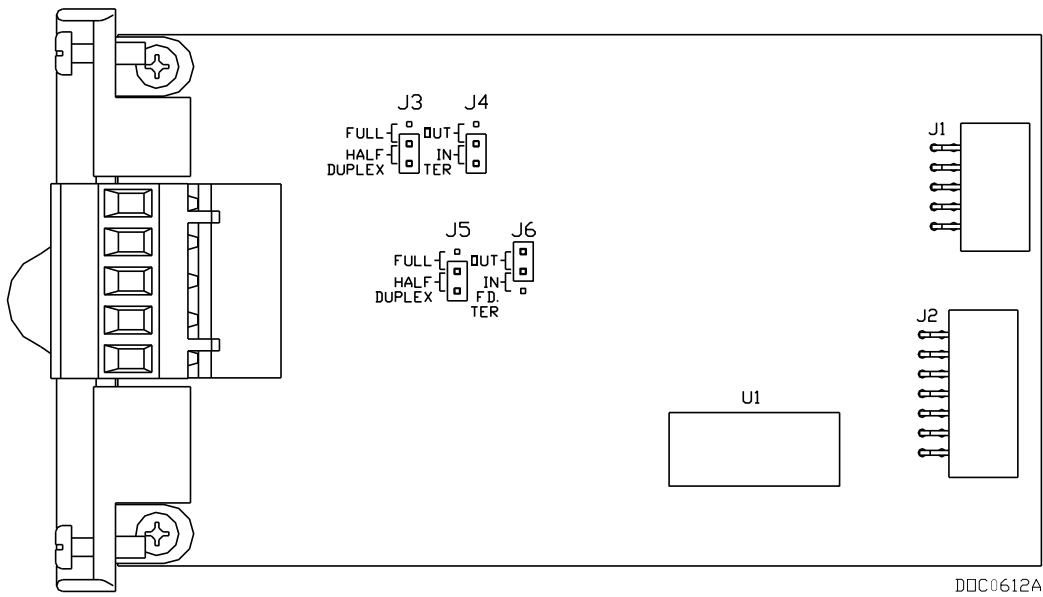 J3 J4
FULL OUT
HALF IN
DUPLEX TER
J1
J5 J6
FULL OUT
HALF IN
DUPLEX F.D.
TER
J2
U1
DOC0612A